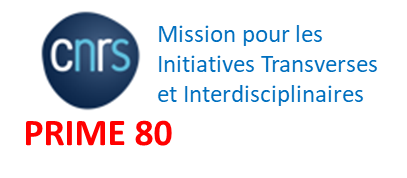 cnrs
Mission pour les
Initiatives Transverses
et Interdisciplinaires
PRIME 80